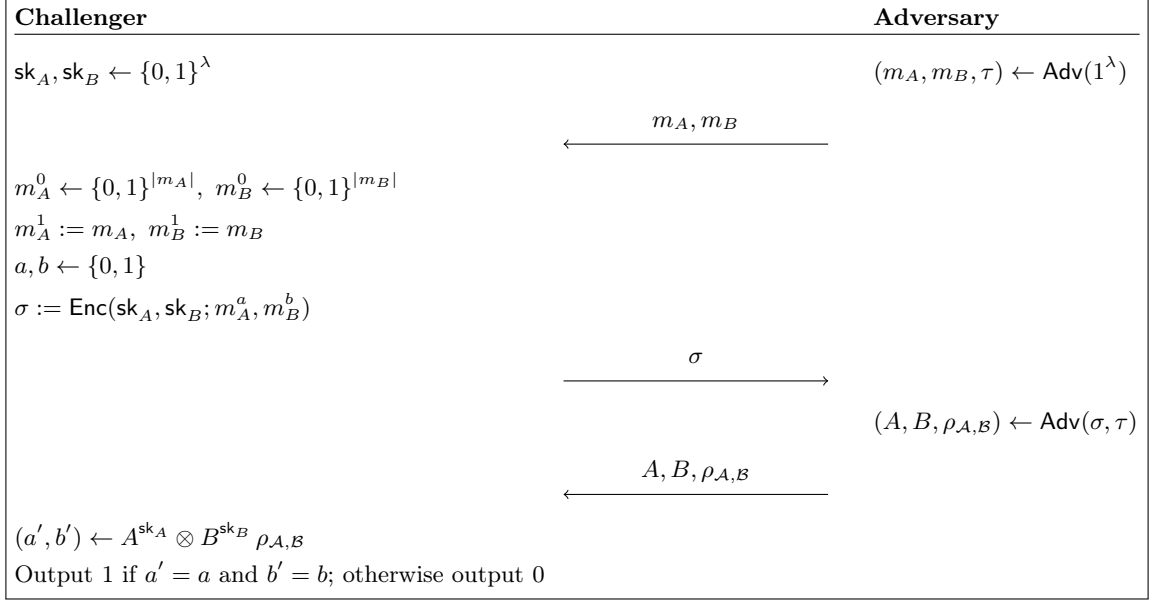 Challenger Adversary
sk_A, sk_B ← {0, 1}^λ (m_A, m_B, τ) ← Adv(1^λ)
m_A, m_B
m_A^0 ← {0, 1}^{|m_A|}, m_B^0 ← {0, 1}^{|m_B|}
m_A^1 := m_A, m_B^1 := m_B
a, b ← {0, 1}
σ := Enc(sk_A, sk_B; m_A^a, m_B^b)
σ
(A, B, ρ_{𝒜,ℬ}) ← Adv(σ, τ)
A, B, ρ_{𝒜,ℬ}
(a′, b′) ← A^{sk_A} ⊗ B^{sk_B} ρ_{𝒜,ℬ}
Output 1 if a′ = a and b′ = b; otherwise output 0